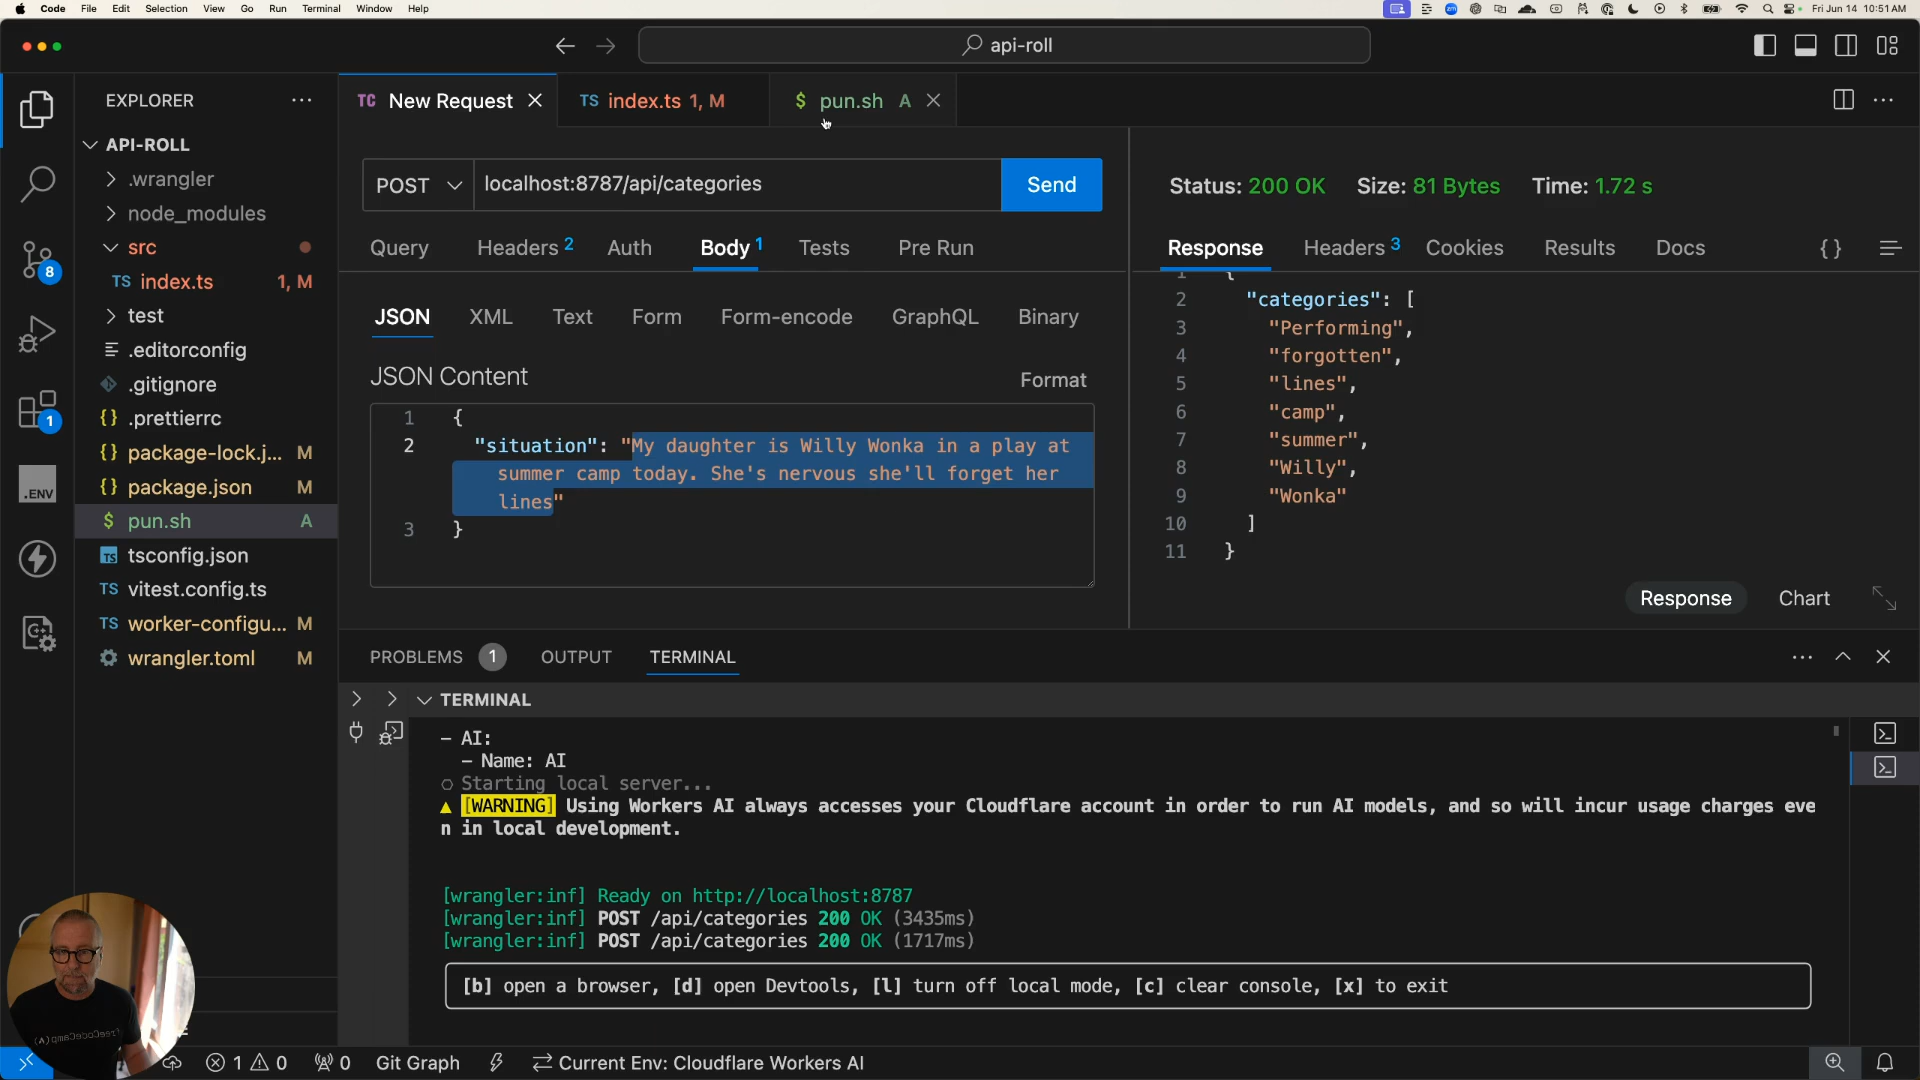 Code File Edit Selection View Go Run Terminal Window Help
Fri Jun 14 10:51 AM
api-roll
EXPLORER
API-ROLL
.wrangler
node_modules
src
TS index.ts 1, M
test
.editorconfig
.gitignore
{} .prettierrc
{} package-lock.j... M
{} package.json M
$ pun.sh A
TS tsconfig.json
TS vitest.config.ts
TS worker-configu... M
wrangler.toml M
8
1
.ENV
TC New Request
TS index.ts 1, M
$ pun.sh A
POST localhost:8787/api/categories Send
Query Headers 2 Auth Body 1 Tests Pre Run
JSON XML Text Form Form-encode GraphQL Binary
JSON Content Format
1 {
2 "situation": "My daughter is Willy Wonka in a play at
summer camp today. She's nervous she'll forget her
lines"
3 }
Status: 200 OK Size: 81 Bytes Time: 1.72 s
Response Headers 3 Cookies Results Docs {}
1 {
2 "categories": [
3 "Performing",
4 "forgotten",
5 "lines",
6 "camp",
7 "summer",
8 "Willy",
9 "Wonka"
10 ]
11 }
Response Chart
PROBLEMS 1 OUTPUT TERMINAL
TERMINAL
– AI:
– Name: AI
Starting local server...
▲ [WARNING] Using Workers AI always accesses your Cloudflare account in order to run AI models, and so will incur usage charges eve
n in local development.
[wrangler:inf] Ready on http://localhost:8787
[wrangler:inf] POST /api/categories 200 OK (3435ms)
[wrangler:inf] POST /api/categories 200 OK (1717ms)
[b] open a browser, [d] open Devtools, [l] turn off local mode, [c] clear console, [x] to exit
1 0 0 Git Graph Current Env: Cloudflare Workers AI